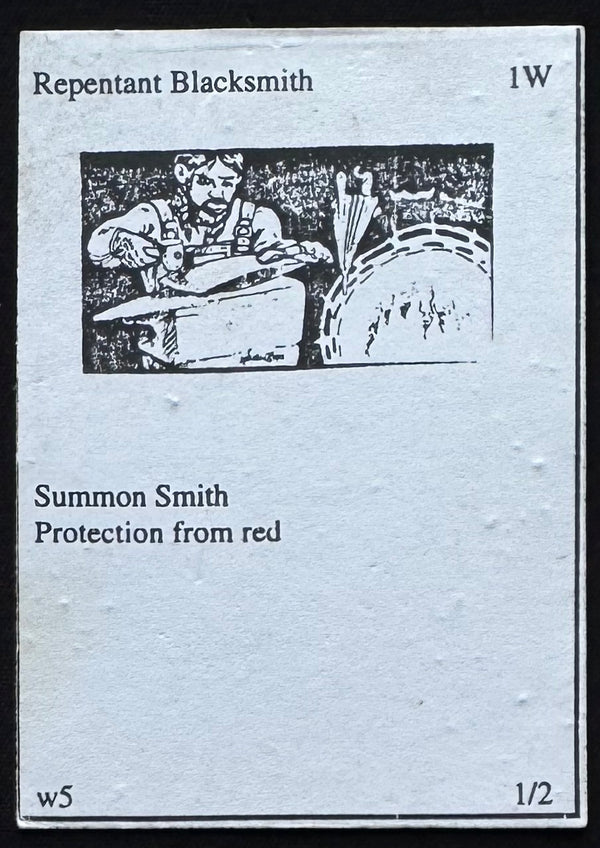 Repentant Blacksmith 1W
Summon Smith
Protection from red
w5 1/2